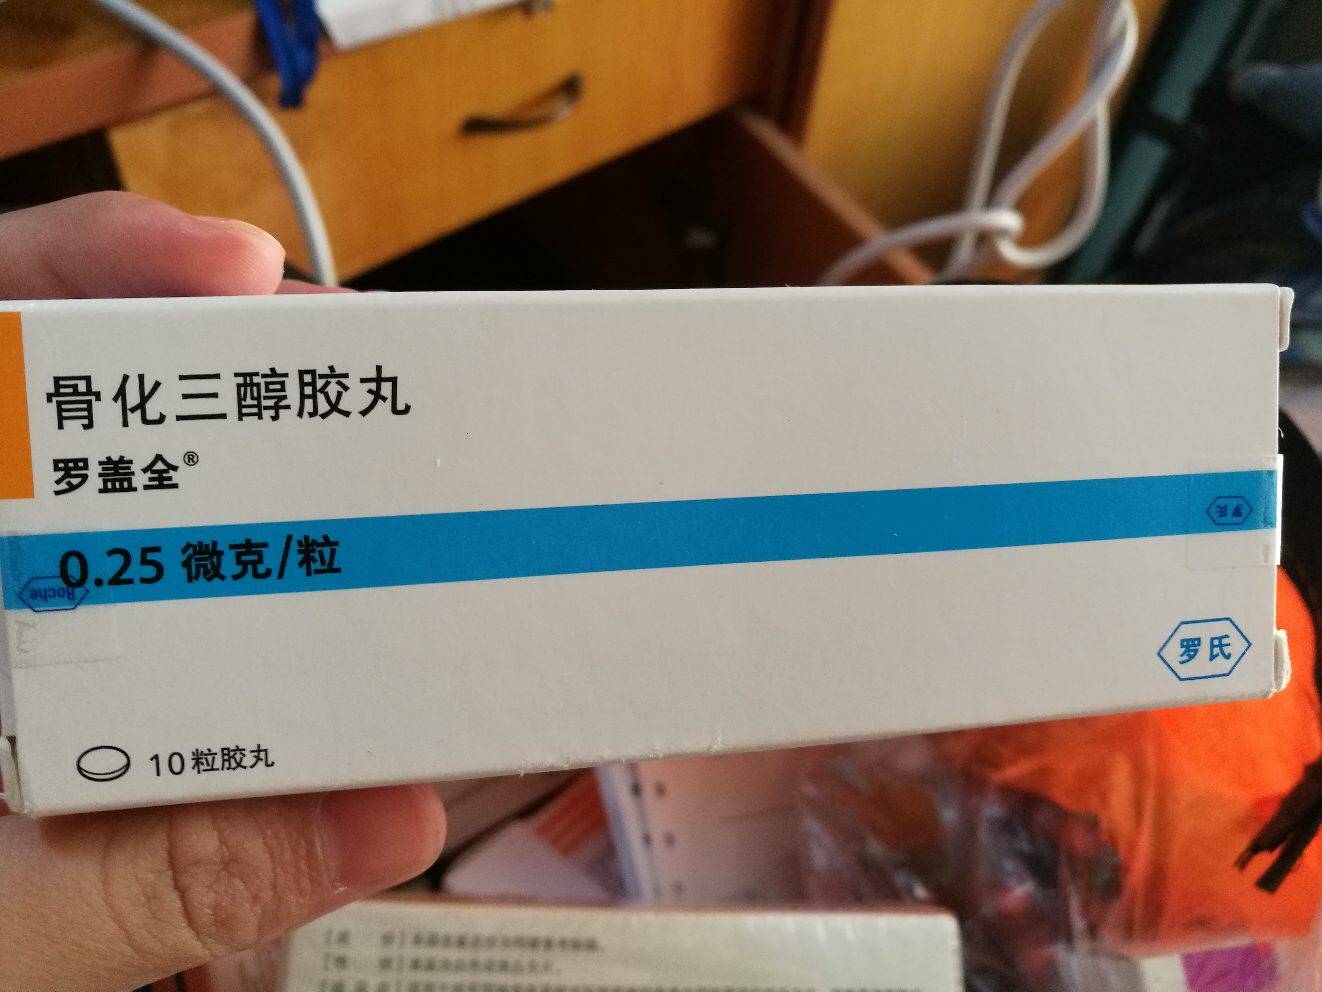 骨化三醇胶丸
罗盖全®
0.25 微克/粒
Roche
罗氏
罗氏
10粒胶丸